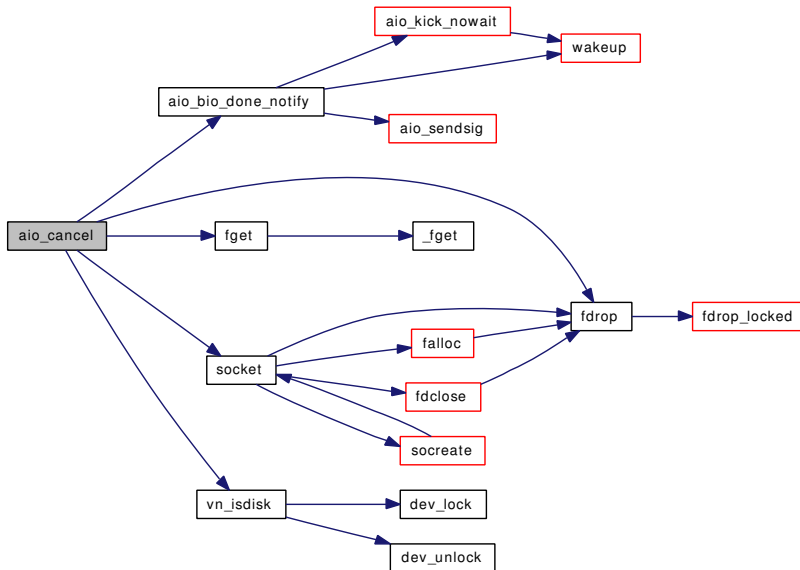 aio_kick_nowait
wakeup
aio_bio_done_notify
aio_sendsig
aio_cancel
fget
_fget
fdrop
fdrop_locked
falloc
socket
fdclose
socreate
vn_isdisk
dev_lock
dev_unlock